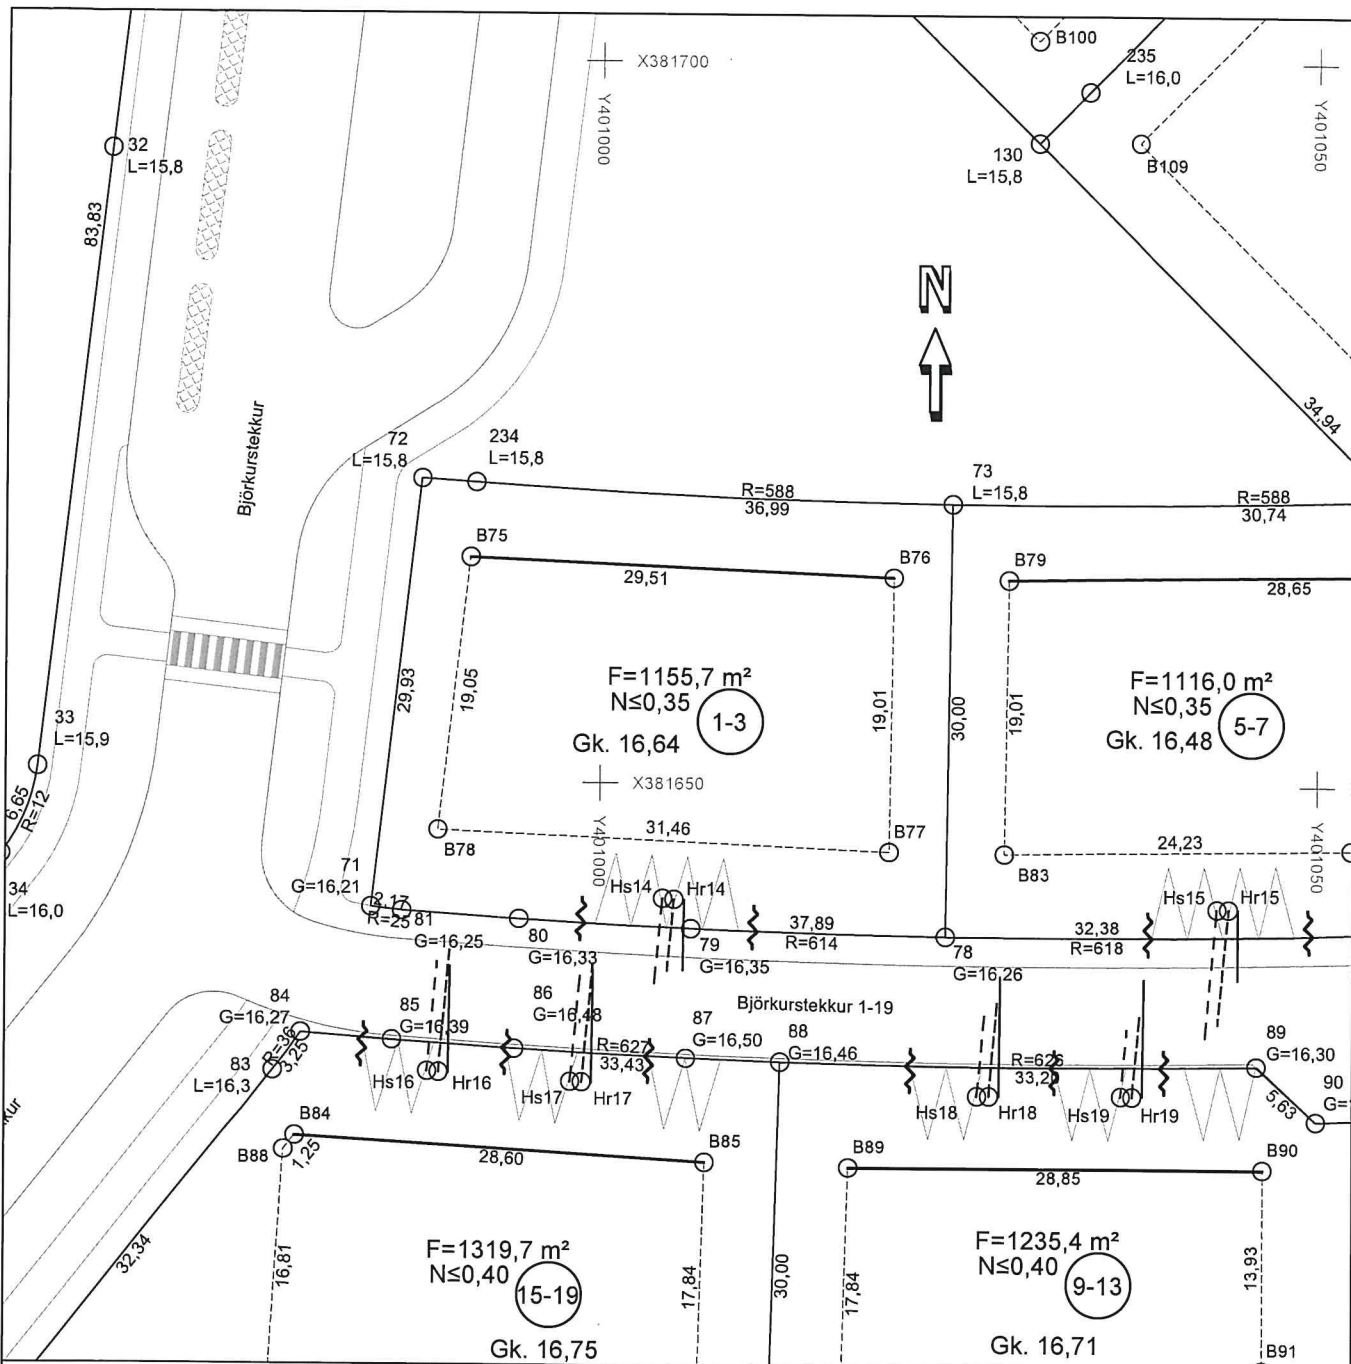 B100
X381700
235
L=16,0
Y401000
Y401050
32
L=15,8
130
L=15,8
B109
83,83
N
34,94
Björkurstekkur
72
L=15,8
234
L=15,8
R=588
36,99
73
L=15,8
R=588
30,74
B75
29,51
B76
B79
28,65
29,93
19,05
F=1155,7 m²
N≤0,35
1-3
Gk. 16,64
19,01
30,00
19,01
F=1116,0 m²
N≤0,35
5-7
Gk. 16,48
33
L=15,9
6,65
R=12
X381650
Y401000
Y401050
B78
31,46
B77
B83
24,23
34
L=16,0
71
G=16,21
2,17
R=25
81
G=16,25
80
G=16,33
Hs14
Hr14
79
G=16,35
37,89
R=614
78
G=16,26
32,38
R=618
Hs15
Hr15
Björkurstekkur 1-19
84
G=16,27
83
L=16,3
R=36
3,25
85
G=16,39
86
G=16,48
R=627
33,43
87
G=16,50
88
G=16,46
R=626
89
G=16,30
90
5,63
Hs16
Hr16
Hs17
Hr17
Hs18
Hr18
Hs19
Hr19
B84
B88
1,25
28,60
B85
B89
28,85
B90
32,34
16,81
F=1319,7 m²
N≤0,40
15-19
Gk. 16,75
17,84
30,00
17,84
F=1235,4 m²
N≤0,40
9-13
Gk. 16,71
13,93
B91